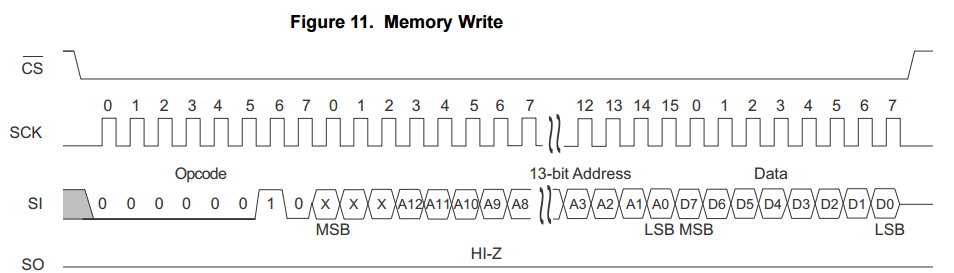 Figure 11. Memory Write
CS
0 1 2 3 4 5 6 7 0 1 2 3 4 5 6 7 12 13 14 15 0 1 2 3 4 5 6 7
SCK
Opcode 13-bit Address Data
SI 0 0 0 0 0 0 1 0 X X X A12 A11 A10 A9 A8 A3 A2 A1 A0 D7 D6 D5 D4 D3 D2 D1 D0
MSB LSB MSB LSB
HI-Z
SO